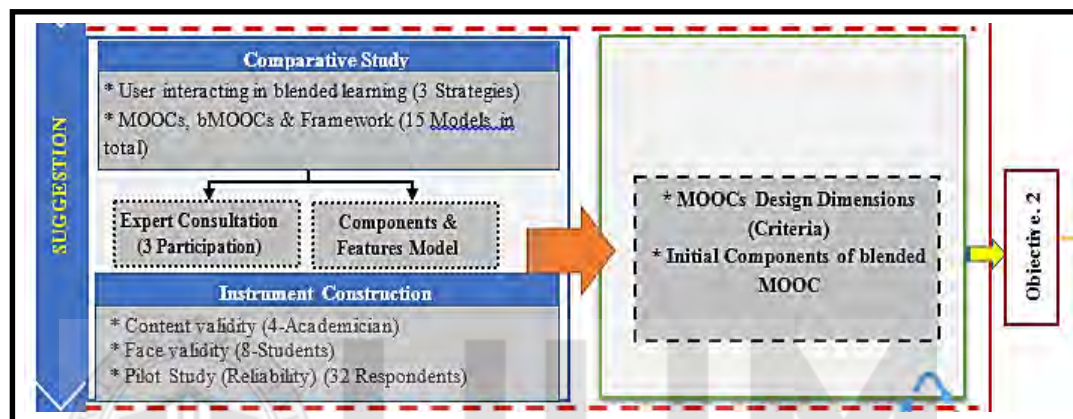 SUGGESTION
Comparative Study
* User interacting in blended learning (3 Strategies)
* MOOCs, bMOOCs & Framework (15 Models in
total)
Expert Consultation
(3 Participation)
Components &
Features Model
Instrument Construction
* Content validity (4-Academician)
* Face validity (8-Students)
* Pilot Study (Reliability) (32 Respondents)
* MOOCs Design Dimensions
(Criteria)
* Initial Components of blended
MOOC
Objective. 2